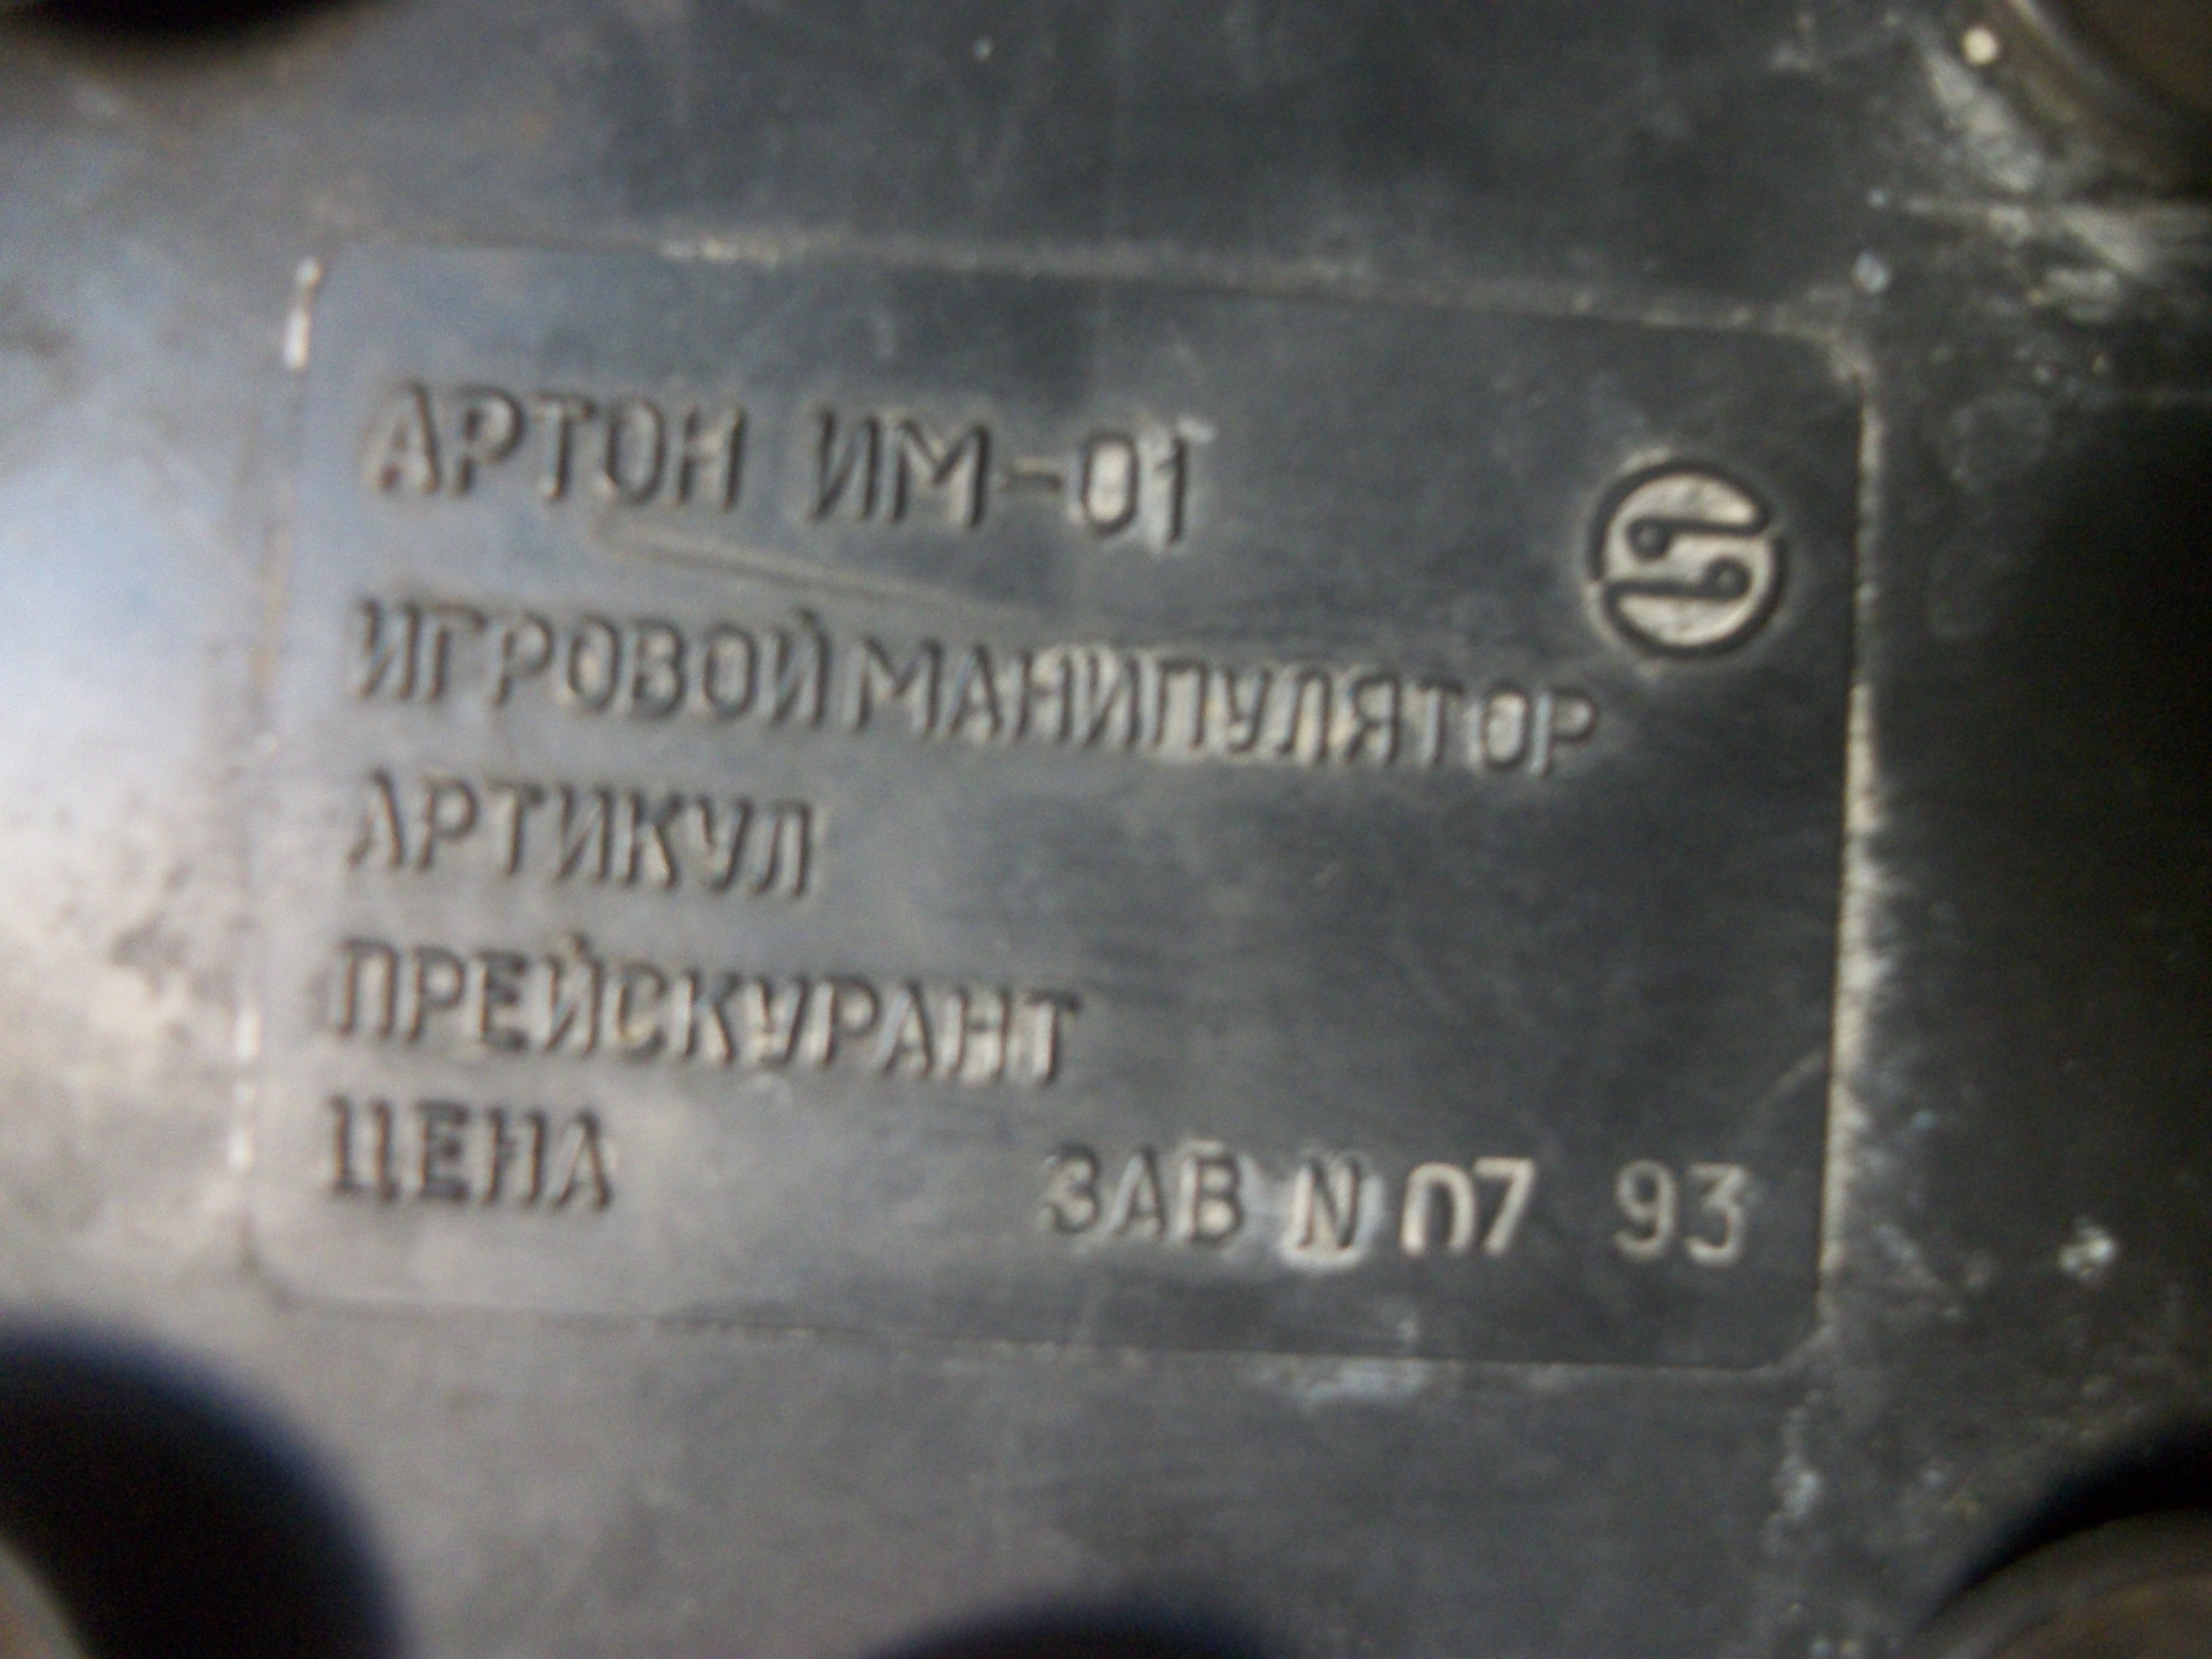 АРТОН ИМ-01
ИГРОВОЙ МАНИПУЛЯТОР
АРТИКУЛ
ПРЕЙСКУРАНТ
ЦЕНА
ЗАВ N 07 93